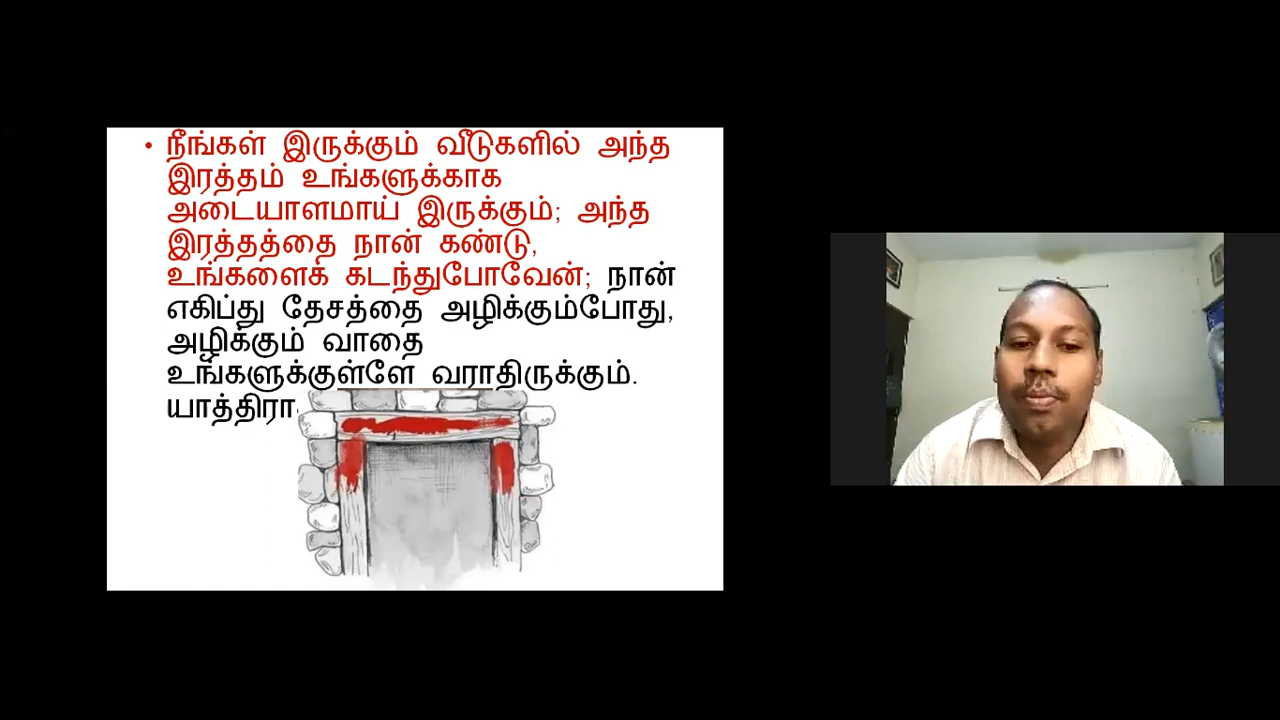 • நீங்கள் இருக்கும் வீடுகளில் அந்த
இரத்தம் உங்களுக்காக
அடையாளமாய் இருக்கும்; அந்த
இரத்தத்தை நான் கண்டு,
உங்களைக் கடந்துபோவேன்; நான்
எகிப்து தேசத்தை அழிக்கும்போது,
அழிக்கும் வாதை
உங்களுக்குள்ளே வராதிருக்கும்.
யாத்திரா